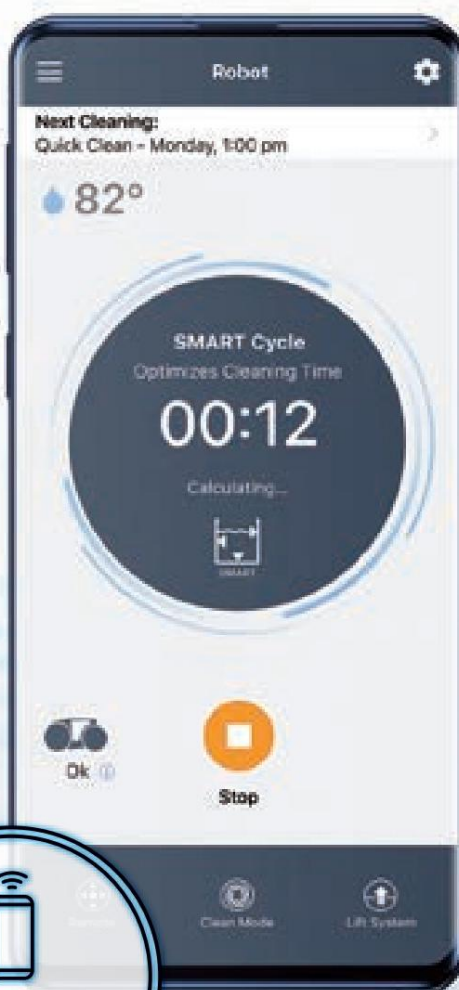 Robot
Next Cleaning:
Quick Clean - Monday, 1:00 pm
82°
SMART Cycle
Optimizes Cleaning Time
00:12
Calculating...
SMART
Ok
Stop
Clean Mode
Lift System